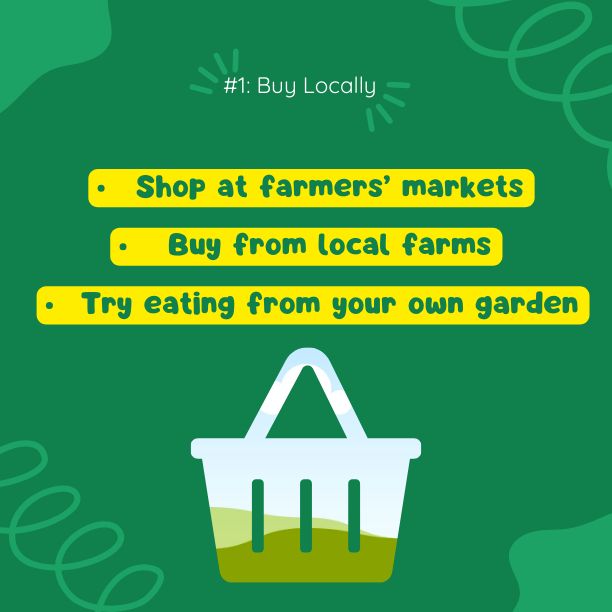 #1: Buy Locally
• Shop at farmers’ markets
• Buy from local farms
• Try eating from your own garden